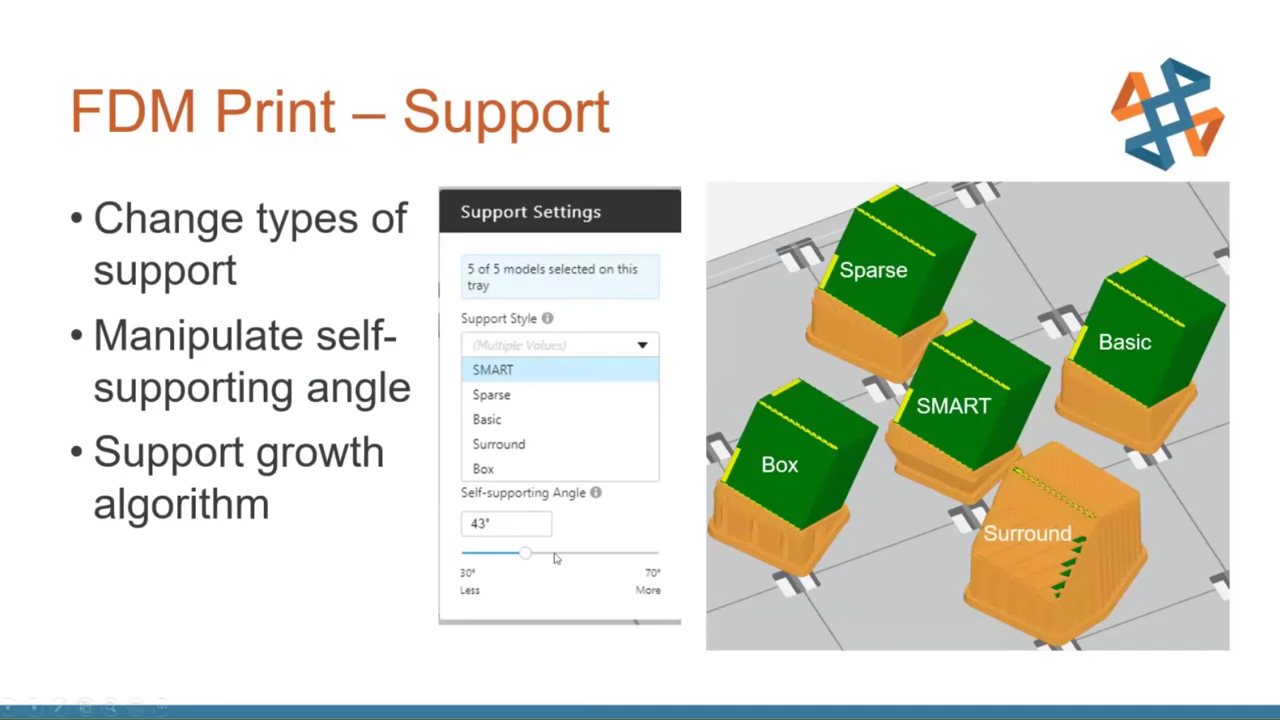 FDM Print – Support
• Change types of
support
• Manipulate self-
supporting angle
• Support growth
algorithm
Support Settings
5 of 5 models selected on this
tray
Support Style
(Multiple Values)
SMART
Sparse
Basic
Surround
Box
Self-supporting Angle
43°
30° 70°
Less More
Sparse
Basic
SMART
Box
Surround